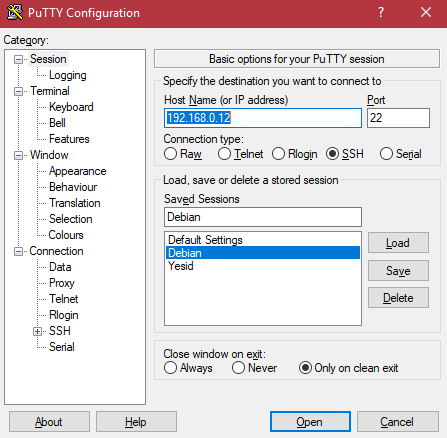 PuTTY Configuration
Category:
Session
Logging
Terminal
Keyboard
Bell
Features
Window
Appearance
Behaviour
Translation
Selection
Colours
Connection
Data
Proxy
Telnet
Rlogin
SSH
Serial
Basic options for your PuTTY session
Specify the destination you want to connect to
Host Name (or IP address) Port
192.168.0.12 22
Connection type:
Raw Telnet Rlogin SSH Serial
Load, save or delete a stored session
Saved Sessions
Debian
Default Settings
Debian
Yesid
Load
Save
Delete
Close window on exit:
Always Never Only on clean exit
About Help Open Cancel